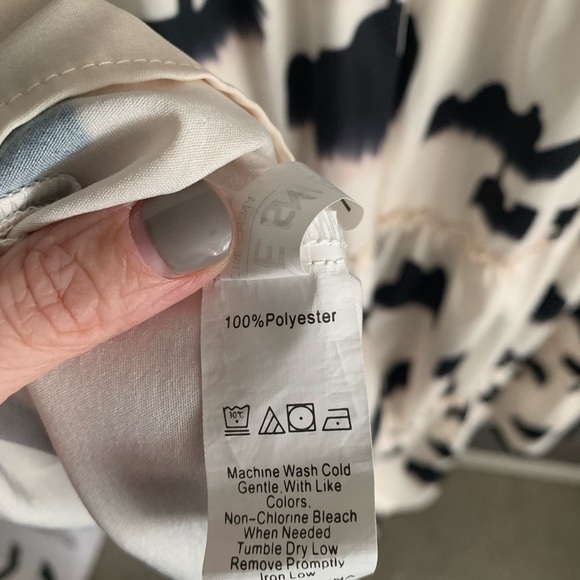 100%Polyester
30°C
Machine Wash Cold
Gentle,With Like
Colors.
Non-Chlorine Bleach
When Needed
Tumble Dry Low
Remove Promptly
Iron Low